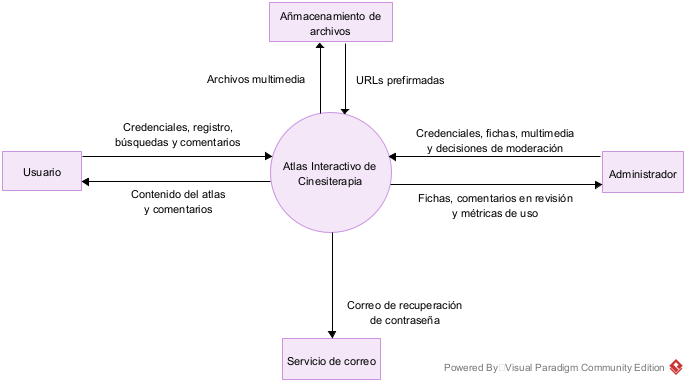 Añmacenamiento de
archivos
Archivos multimedia
URLs prefirmadas
Credenciales, registro,
búsquedas y comentarios
Credenciales, fichas, multimedia
y decisiones de moderación
Usuario
Atlas Interactivo de
Cinesiterapia
Administrador
Contenido del atlas
y comentarios
Fichas, comentarios en revisión
y métricas de uso
Correo de recuperación
de contraseña
Servicio de correo
Powered By Visual Paradigm Community Edition